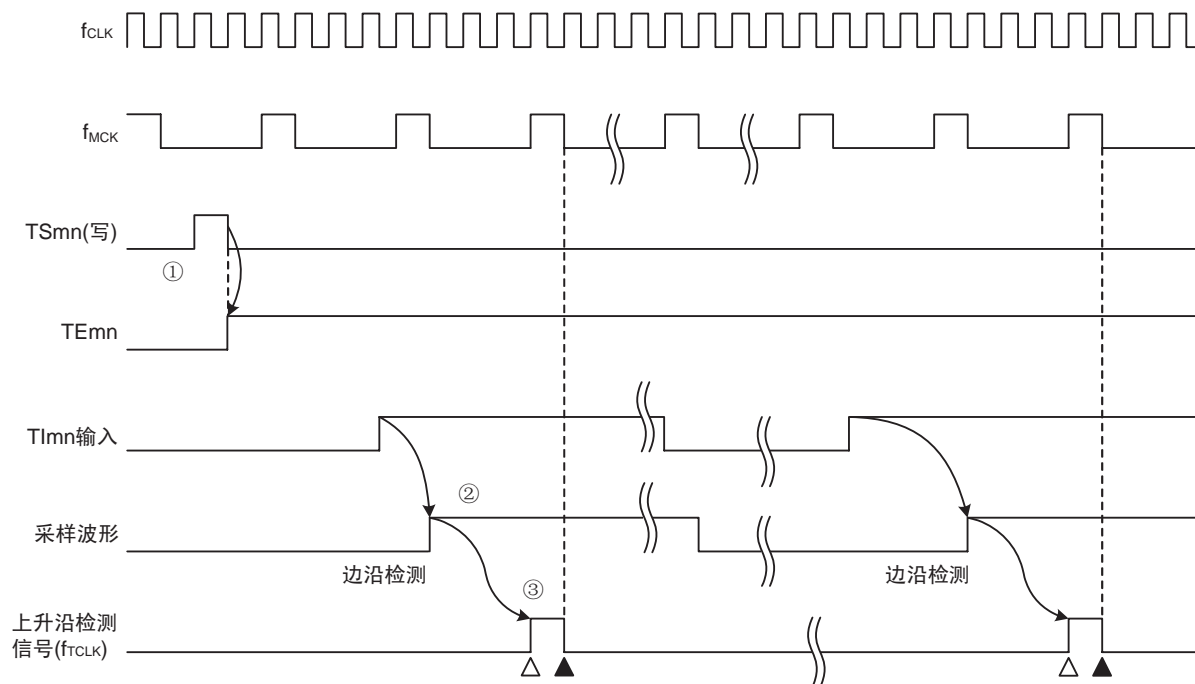 fCLK
fMCK
TSmn(写)
①
TEmn
TImn输入
②
采样波形
边沿检测
边沿检测
③
上升沿检测
信号(fTCLK)